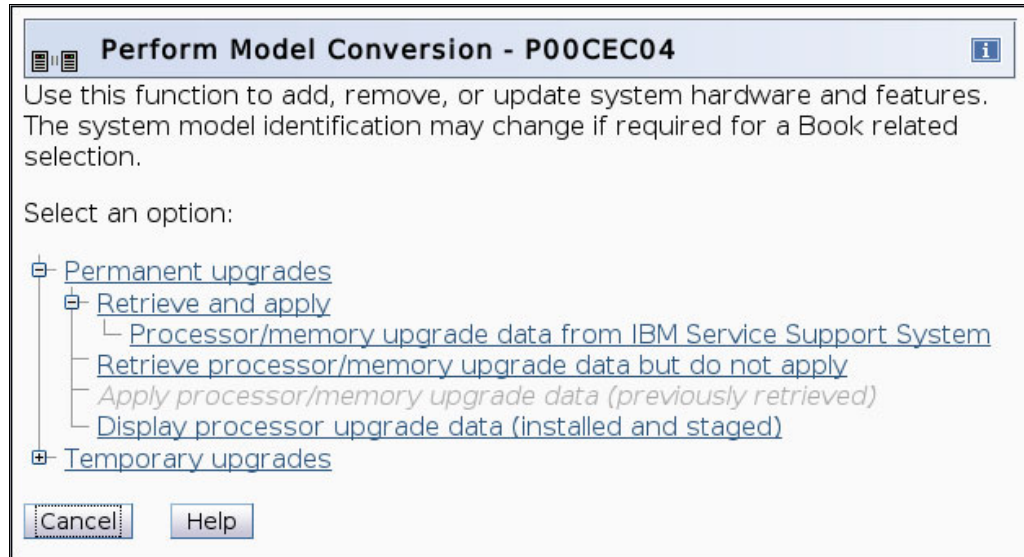 Perform Model Conversion - P00CEC04
i
Use this function to add, remove, or update system hardware and features.
The system model identification may change if required for a Book related
selection.
Select an option:
Permanent upgrades
Retrieve and apply
Processor/memory upgrade data from IBM Service Support System
Retrieve processor/memory upgrade data but do not apply
Apply processor/memory upgrade data (previously retrieved)
Display processor upgrade data (installed and staged)
Temporary upgrades
Cancel Help